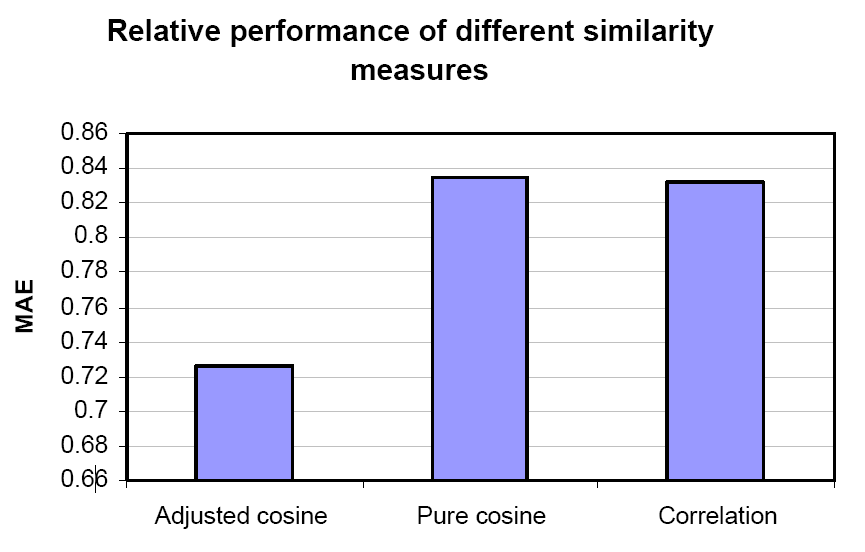 Relative performance of different similarity
measures
0.86
0.84
0.82
0.8
0.78
0.76
0.74
0.72
0.7
0.68
0.66
MAE
Adjusted cosine Pure cosine Correlation